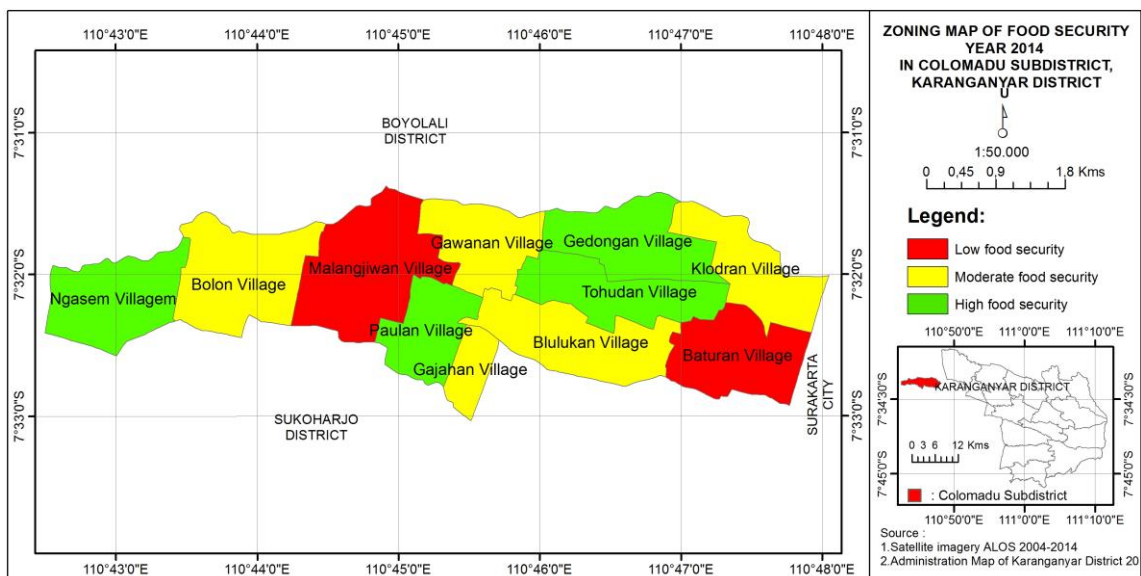 110°43'0"E 110°44'0"E 110°45'0"E 110°46'0"E 110°47'0"E 110°48'0"E
7°31'0"S
7°32'0"S
7°33'0"S
BOYOLALI
DISTRICT
Gawanan Village
Gedongan Village
Malangjiwan Village
Klodran Village
Bolon Village
Ngasem Villagem
Tohudan Village
Paulan Village
Blulukan Village
Baturan Village
Gajahan Village
SUKOHARJO
DISTRICT
SURAKARTA
CITY
7°31'0"S
7°32'0"S
7°33'0"S
110°43'0"E 110°44'0"E 110°45'0"E 110°46'0"E 110°47'0"E 110°48'0"E
ZONING MAP OF FOOD SECURITY
YEAR 2014
IN COLOMADU SUBDISTRICT,
KARANGANYAR DISTRICT
U
1:50.000
0 0,45 0,9 1,8 Kms
Legend:
Low food security
Moderate food security
High food security
110°50'0"E 111°0'0"E 111°10'0"E
7°34'30"S
7°45'0"S
KARANGANYAR DISTRICT
0 3 6 12 Kms
: Colomadu Subdistrict
7°34'30"S
7°45'0"S
110°50'0"E 111°0'0"E 111°10'0"E
Source :
1.Satellite imagery ALOS 2004-2014
2.Administration Map of Karanganyar District 20